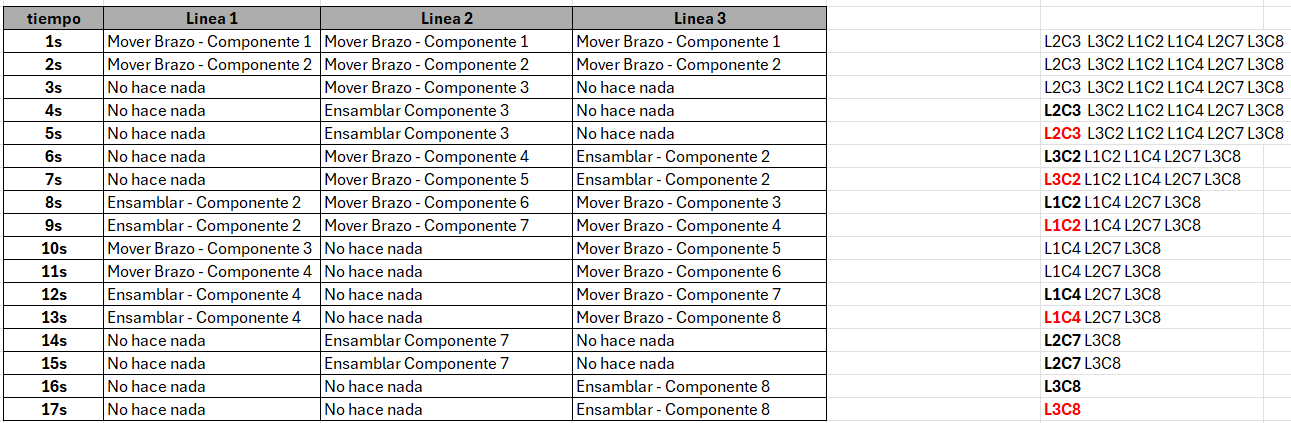 tiempo Linea 1 Linea 2 Linea 3
1s Mover Brazo - Componente 1 Mover Brazo - Componente 1 Mover Brazo - Componente 1 L2C3 L3C2 L1C2 L1C4 L2C7 L3C8
2s Mover Brazo - Componente 2 Mover Brazo - Componente 2 Mover Brazo - Componente 2 L2C3 L3C2 L1C2 L1C4 L2C7 L3C8
3s No hace nada Mover Brazo - Componente 3 No hace nada L2C3 L3C2 L1C2 L1C4 L2C7 L3C8
4s No hace nada Ensamblar Componente 3 No hace nada L2C3 L3C2 L1C2 L1C4 L2C7 L3C8
5s No hace nada Ensamblar Componente 3 No hace nada L2C3 L3C2 L1C2 L1C4 L2C7 L3C8
6s No hace nada Mover Brazo - Componente 4 Ensamblar - Componente 2 L3C2 L1C2 L1C4 L2C7 L3C8
7s No hace nada Mover Brazo - Componente 5 Ensamblar - Componente 2 L3C2 L1C2 L1C4 L2C7 L3C8
8s Ensamblar - Componente 2 Mover Brazo - Componente 6 Mover Brazo - Componente 3 L1C2 L1C4 L2C7 L3C8
9s Ensamblar - Componente 2 Mover Brazo - Componente 7 Mover Brazo - Componente 4 L1C2 L1C4 L2C7 L3C8
10s Mover Brazo - Componente 3 No hace nada Mover Brazo - Componente 5 L1C4 L2C7 L3C8
11s Mover Brazo - Componente 4 No hace nada Mover Brazo - Componente 6 L1C4 L2C7 L3C8
12s Ensamblar - Componente 4 No hace nada Mover Brazo - Componente 7 L1C4 L2C7 L3C8
13s Ensamblar - Componente 4 No hace nada Mover Brazo - Componente 8 L1C4 L2C7 L3C8
14s No hace nada Ensamblar Componente 7 No hace nada L2C7 L3C8
15s No hace nada Ensamblar Componente 7 No hace nada L2C7 L3C8
16s No hace nada No hace nada Ensamblar - Componente 8 L3C8
17s No hace nada No hace nada Ensamblar - Componente 8 L3C8